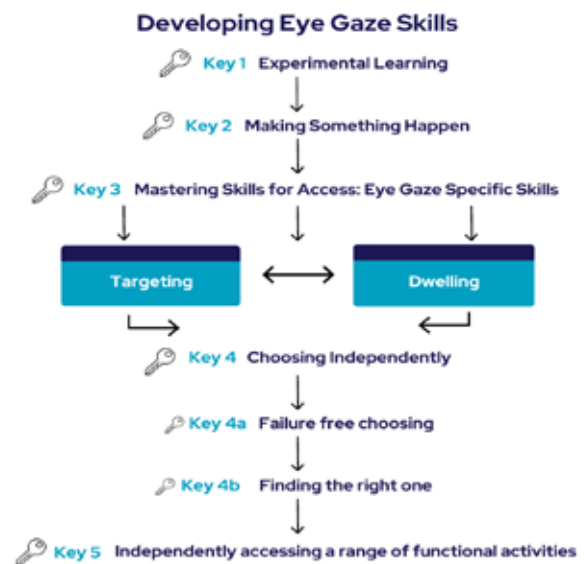 Developing Eye Gaze Skills
Key 1 Experimental Learning
Key 2 Making Something Happen
Key 3 Mastering Skills for Access: Eye Gaze Specific Skills
Targeting
Dwelling
Key 4 Choosing Independently
Key 4a Failure free choosing
Key 4b Finding the right one
Key 5 Independently accessing a range of functional activities